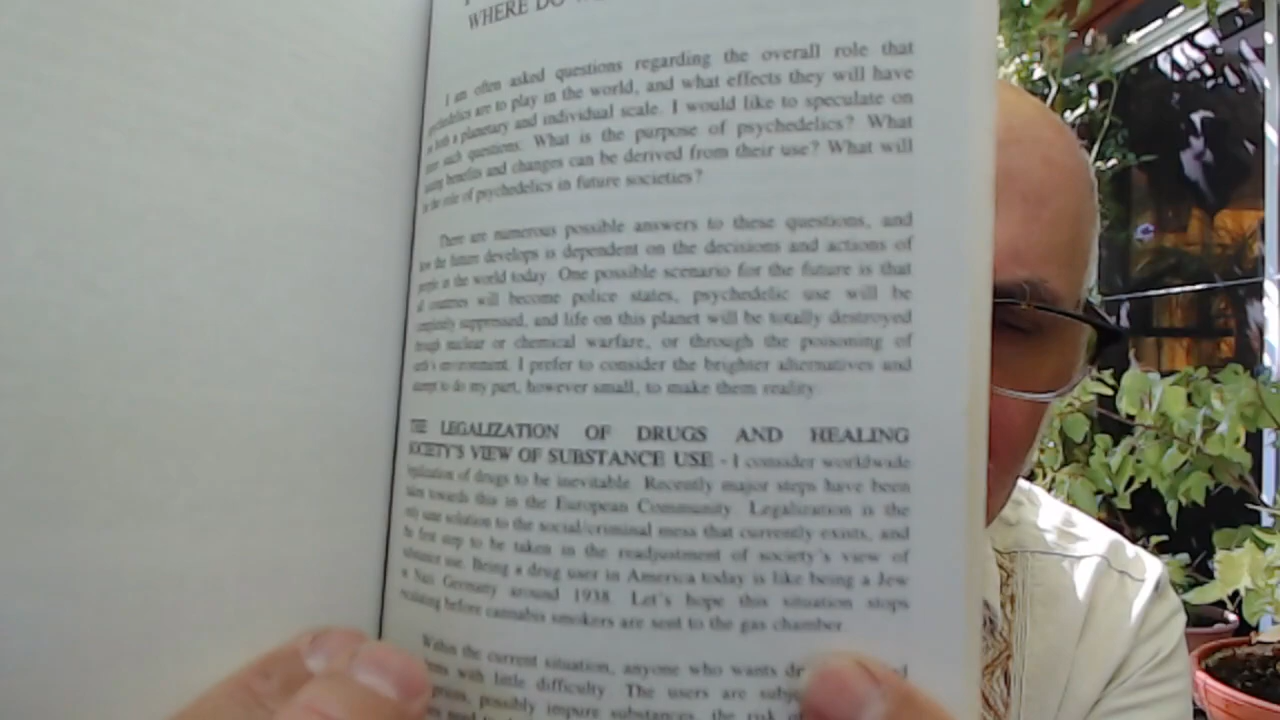 WHERE DO
I am often asked questions regarding the overall role that
psychedelics are to play in the world, and what effects they will have
on both a planetary and individual scale. I would like to speculate on
some such questions. What is the purpose of psychedelics? What
benefits and changes can be derived from their use? What will
be the role of psychedelics in future societies?
There are numerous possible answers to these questions, and
how the future develops is dependent on the decisions and actions of
people in the world today. One possible scenario for the future is that
all countries will become police states, psychedelic use will be
completely suppressed, and life on this planet will be totally destroyed
through nuclear or chemical warfare, or through the poisoning of
earth's environment. I prefer to consider the brighter alternatives and
attempt to do my part, however small, to make them reality.
THE LEGALIZATION OF DRUGS AND HEALING
SOCIETY'S VIEW OF SUBSTANCE USE - I consider worldwide
legalization of drugs to be inevitable. Recently major steps have been
taken towards this in the European Community. Legalization is the
only sane solution to the social/criminal mess that currently exists, and
the first step to be taken in the readjustment of society's view of
substance use. Being a drug user in America today is like being a Jew
in Nazi Germany around 1938. Let's hope this situation stops
escalating before cannabis smokers are sent to the gas chamber.
Within the current situation, anyone who wants
with little difficulty. The users are
possibly impure substances, the risk